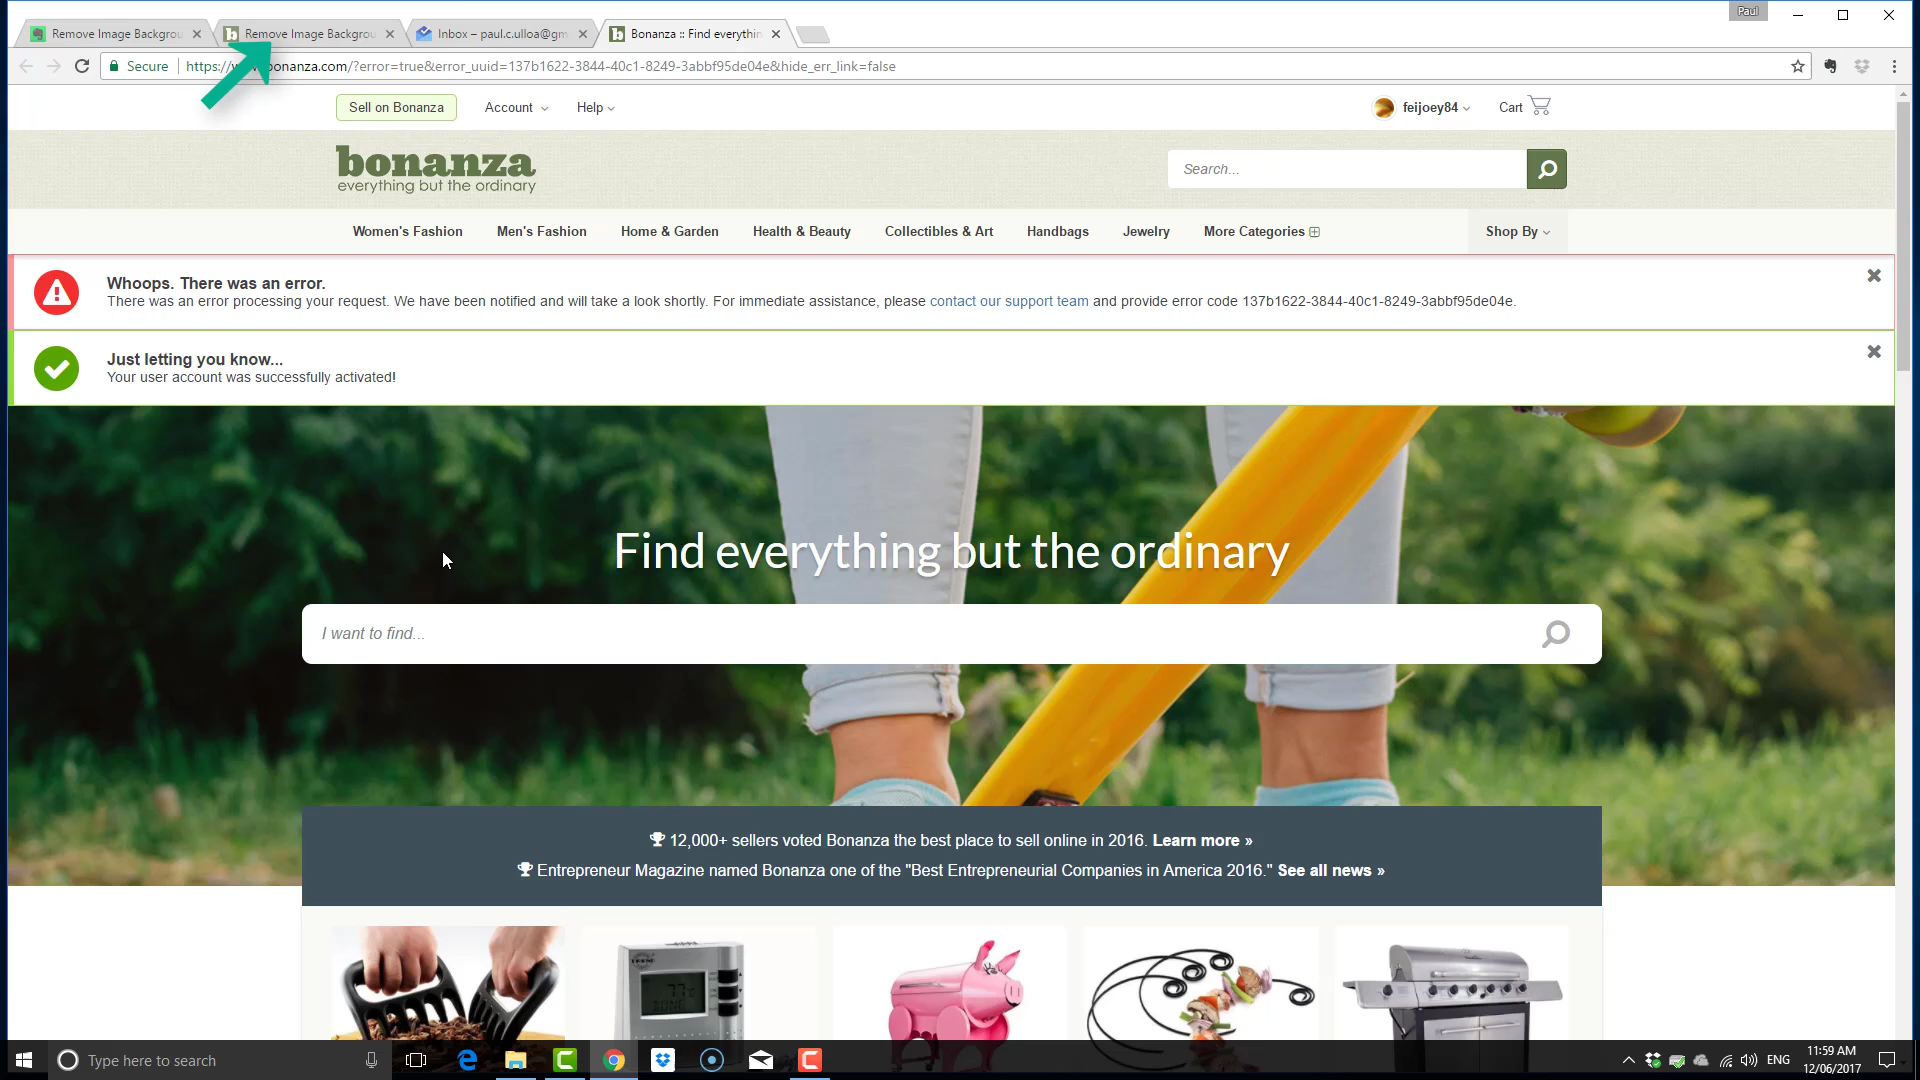 Paul
Remove Image Backgrou
Remove Image Backgrou
Inbox – paul.c.ulloa@gm
Bonanza :: Find everythin
Secure
bonanza.com/?error=true&error_uuid=137b1622-3844-40c1-8249-3abbf95de04e&hide_err_link=false
Sell on Bonanza
Account
Help
feijoey84
Cart
bonanza
everything but the ordinary
Search...
Women's Fashion
Men's Fashion
Home & Garden
Health & Beauty
Collectibles & Art
Handbags
Jewelry
More Categories
Shop By
Whoops. There was an error.
There was an error processing your request. We have been notified and will take a look shortly. For immediate assistance, please contact our support team and provide error code 137b1622-3844-40c1-8249-3abbf95de04e.
Just letting you know...
Your user account was successfully activated!
Find everything but the ordinary
I want to find...
12,000+ sellers voted Bonanza the best place to sell online in 2016. Learn more »
Entrepreneur Magazine named Bonanza one of the "Best Entrepreneurial Companies in America 2016." See all news »
Type here to search
ENG
11:59 AM
12/06/2017